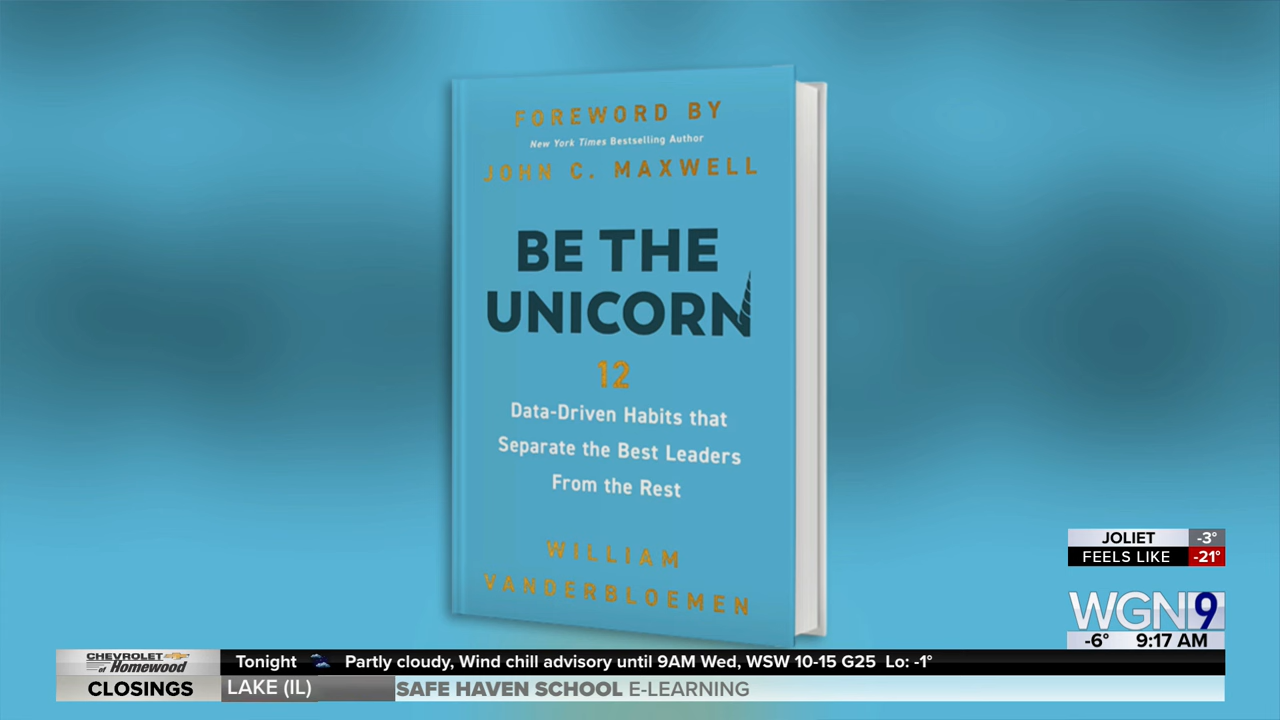 FOREWORD BY
New York Times Bestselling Author
JOHN C. MAXWELL
BE THE
UNICORN
12
Data-Driven Habits that
Separate the Best Leaders
From the Rest
WILLIAM
VANDERBLOEMEN
JOLIET -3°
FEELS LIKE -21°
WGN9
-6° 9:17 AM
CHEVROLET
of Homewood
Tonight Partly cloudy, Wind chill advisory until 9AM Wed, WSW 10-15 G25 Lo: -1°
CLOSINGS LAKE (IL) SAFE HAVEN SCHOOL E-LEARNING